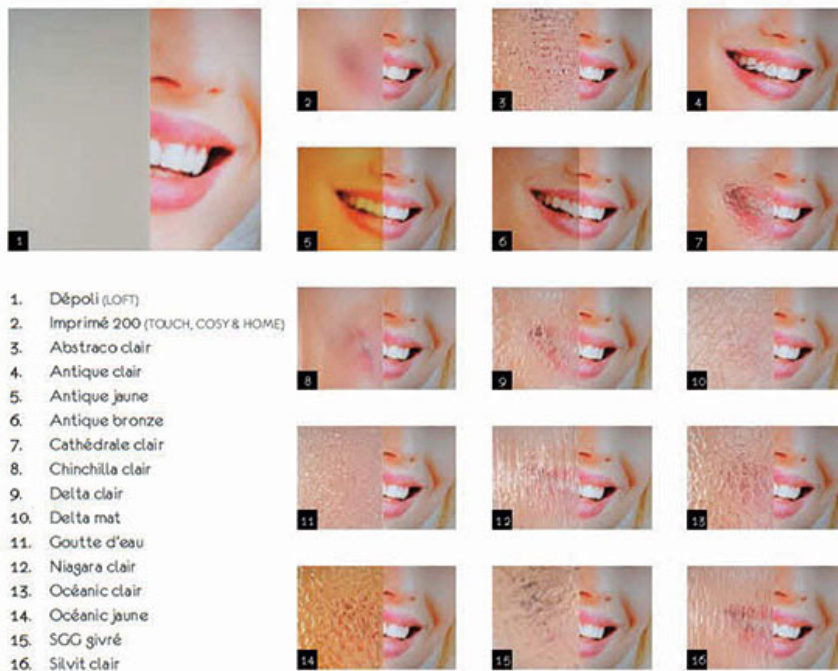 1
2
3
4
5
6
7
8
9
10
11
12
13
14
15
16
1. Dépoli (LOFT)
2. Imprimé 200 (TOUCH, COSY & HOME)
3. Abstraco clair
4. Antique clair
5. Antique jaune
6. Antique bronze
7. Cathédrale clair
8. Chinchilla clair
9. Delta clair
10. Delta mat
11. Goutte d'eau
12. Niagara clair
13. Océanic clair
14. Océanic jaune
15. SGG givré
16. Silvit clair